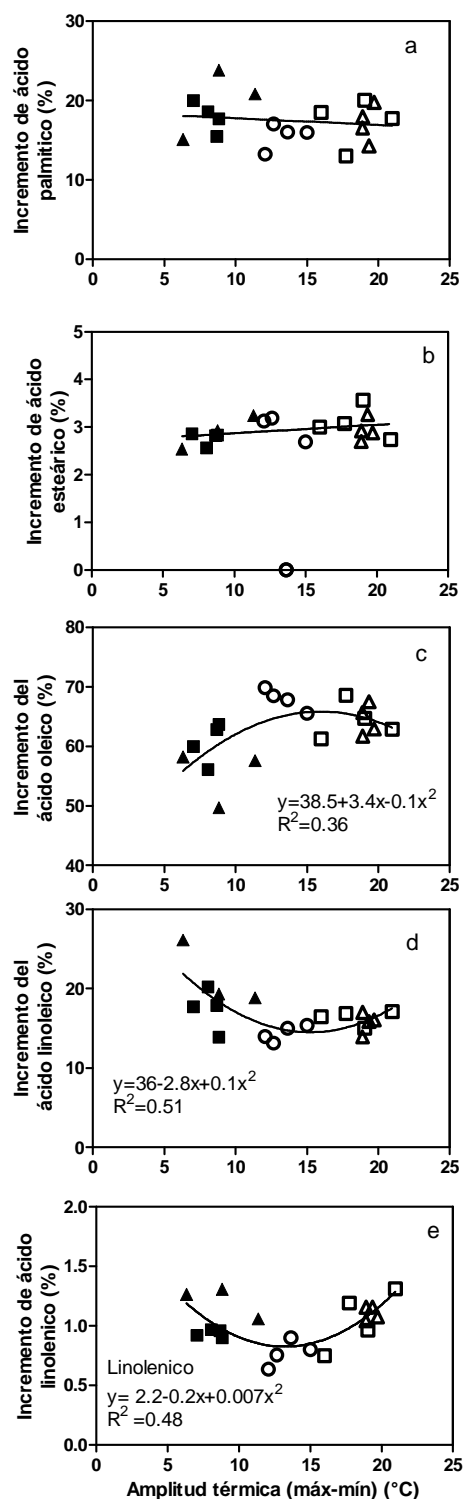 a
Incremento de ácido
palmitico (%)
30
20
10
0
0 5 10 15 20 25
b
Incremento de ácido
esteárico (%)
5
4
3
2
1
0
0 5 10 15 20 25
c
Incremento del
ácido oleico (%)
80
70
60
50
40
y=38.5+3.4x-0.1x²
R²=0.36
0 5 10 15 20 25
d
Incremento del
ácido linoleico (%)
30
20
10
0
y=36-2.8x+0.1x²
R²=0.51
0 5 10 15 20 25
e
Incremento de ácido
linolenico (%)
2.0
1.5
1.0
0.5
0.0
Linolenico
y= 2.2-0.2x+0.007x²
R² =0.48
0 5 10 15 20 25
Amplitud térmica (máx-mín) (°C)